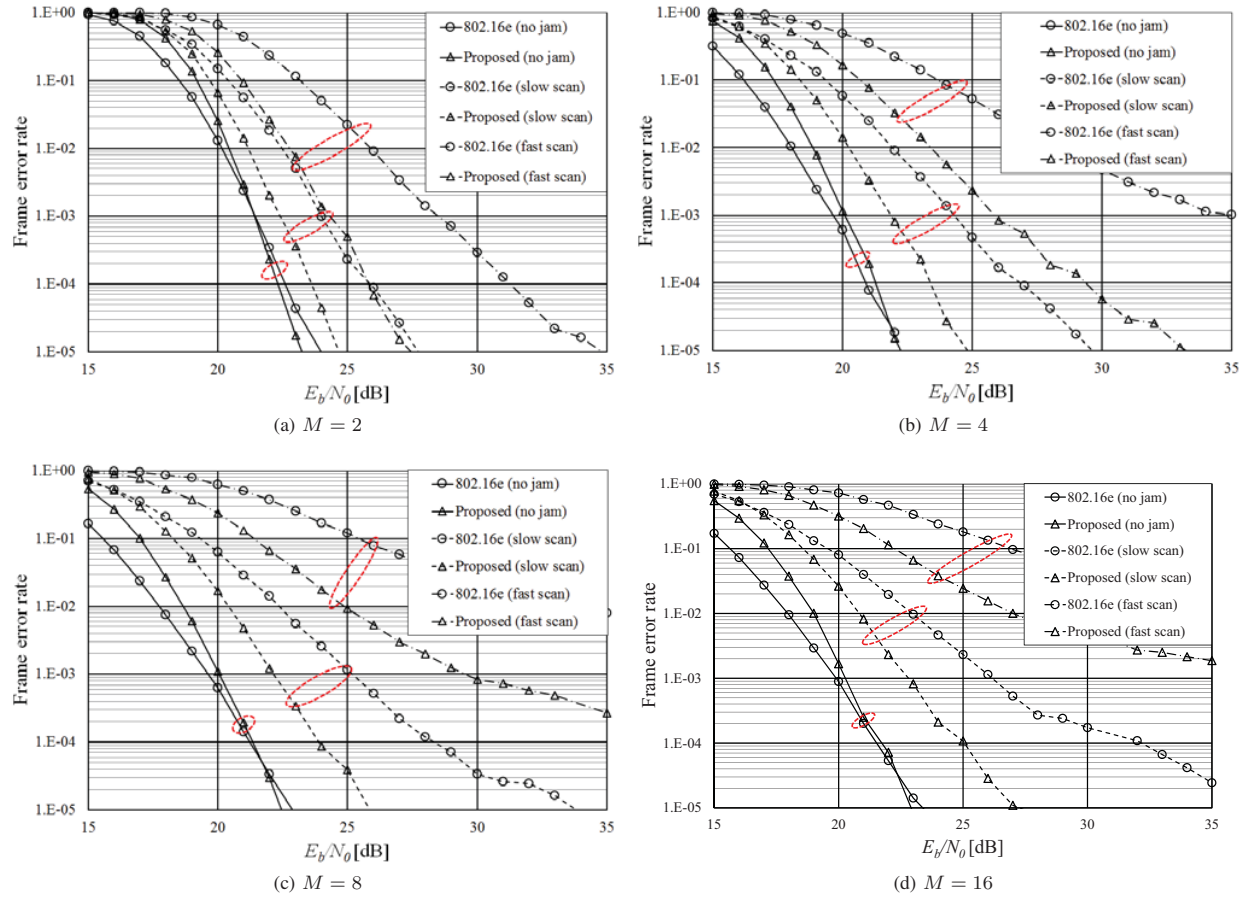 Frame error rate
1.E+00
1.E-01
1.E-02
1.E-03
1.E-04
1.E-05
802.16e (no jam)
Proposed (no jam)
-802.16e (slow scan)
-Proposed (slow scan)
-802.16e (fast scan)
-Proposed (fast scan)
15 20 25 30 35
E_b/N_0 [dB]
(a) M = 2
Frame error rate
1.E+00
1.E-01
1.E-02
1.E-03
1.E-04
1.E-05
802.16e (no jam)
Proposed (no jam)
-802.16e (slow scan)
-Proposed (slow scan)
-802.16e (fast scan)
-Proposed (fast scan)
15 20 25 30 35
E_b/N_0 [dB]
(b) M = 4
Frame error rate
1.E+00
1.E-01
1.E-02
1.E-03
1.E-04
1.E-05
802.16e (no jam)
Proposed (no jam)
-802.16e (slow scan)
-Proposed (slow scan)
-802.16e (fast scan)
-Proposed (fast scan)
15 20 25 30 35
E_b/N_0 [dB]
(c) M = 8
Frame error rate
1.E+00
1.E-01
1.E-02
1.E-03
1.E-04
1.E-05
802.16e (no jam)
Proposed (no jam)
-802.16e (slow scan)
-Proposed (slow scan)
-802.16e (fast scan)
-Proposed (fast scan)
15 20 25 30 35
E_b/N_0 [dB]
(d) M = 16